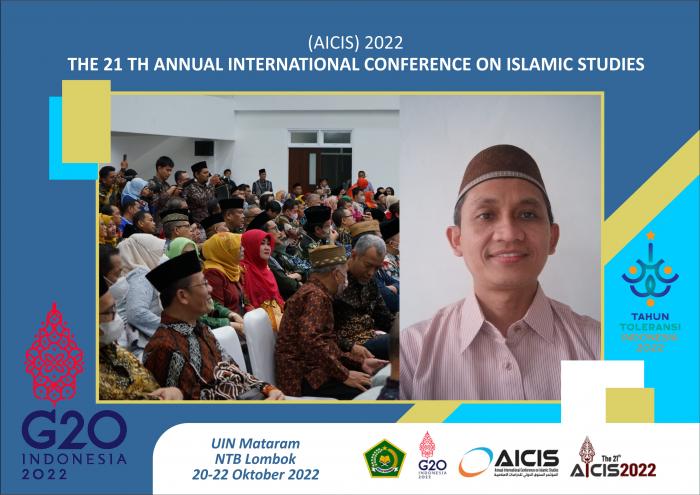 (AICIS) 2022
THE 21 TH ANNUAL INTERNATIONAL CONFERENCE ON ISLAMIC STUDIES
TAHUN
TOLERANSI
INDONESIA
2022
G20
INDONESIA
2022
UIN Mataram
NTB Lombok
20-22 Oktober 2022
G20
INDONESIA
2022
AICIS
Annual International Conference on Islamic Studies
The 21st
AICIS2022